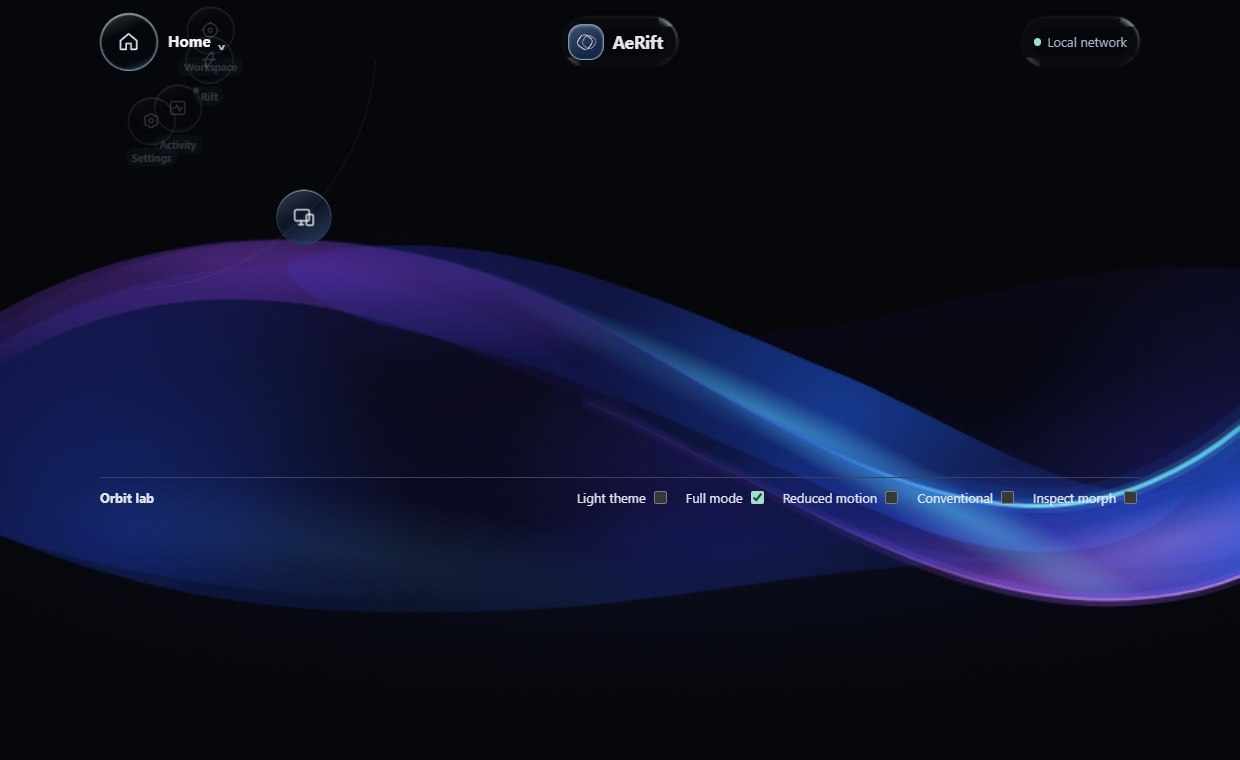 Home
AeRift
Local network
Workspace
Rift
Activity
Settings
Orbit lab
Light theme
Full mode
Reduced motion
Conventional
Inspect morph